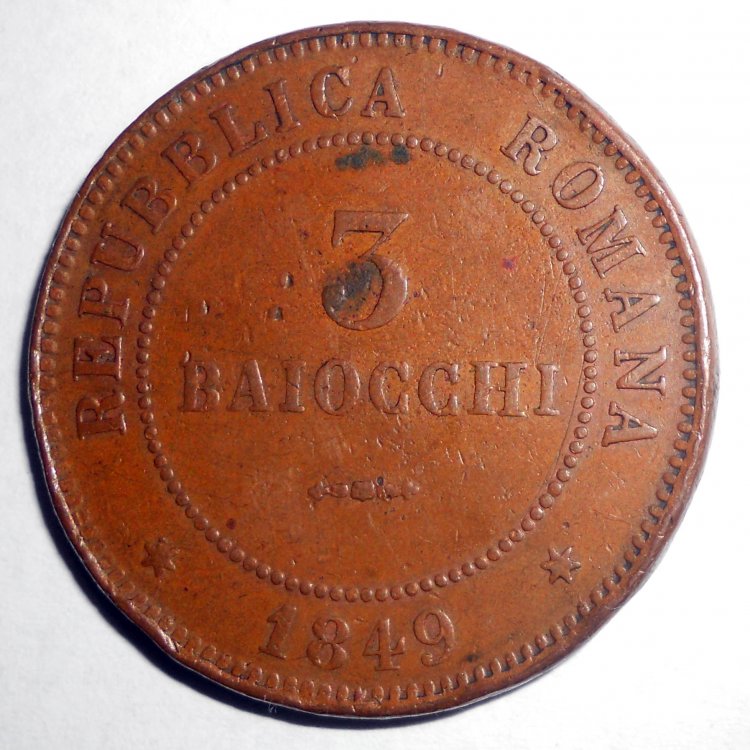 REPUBBLICA ROMANA
3
BAIOCCHI
1849